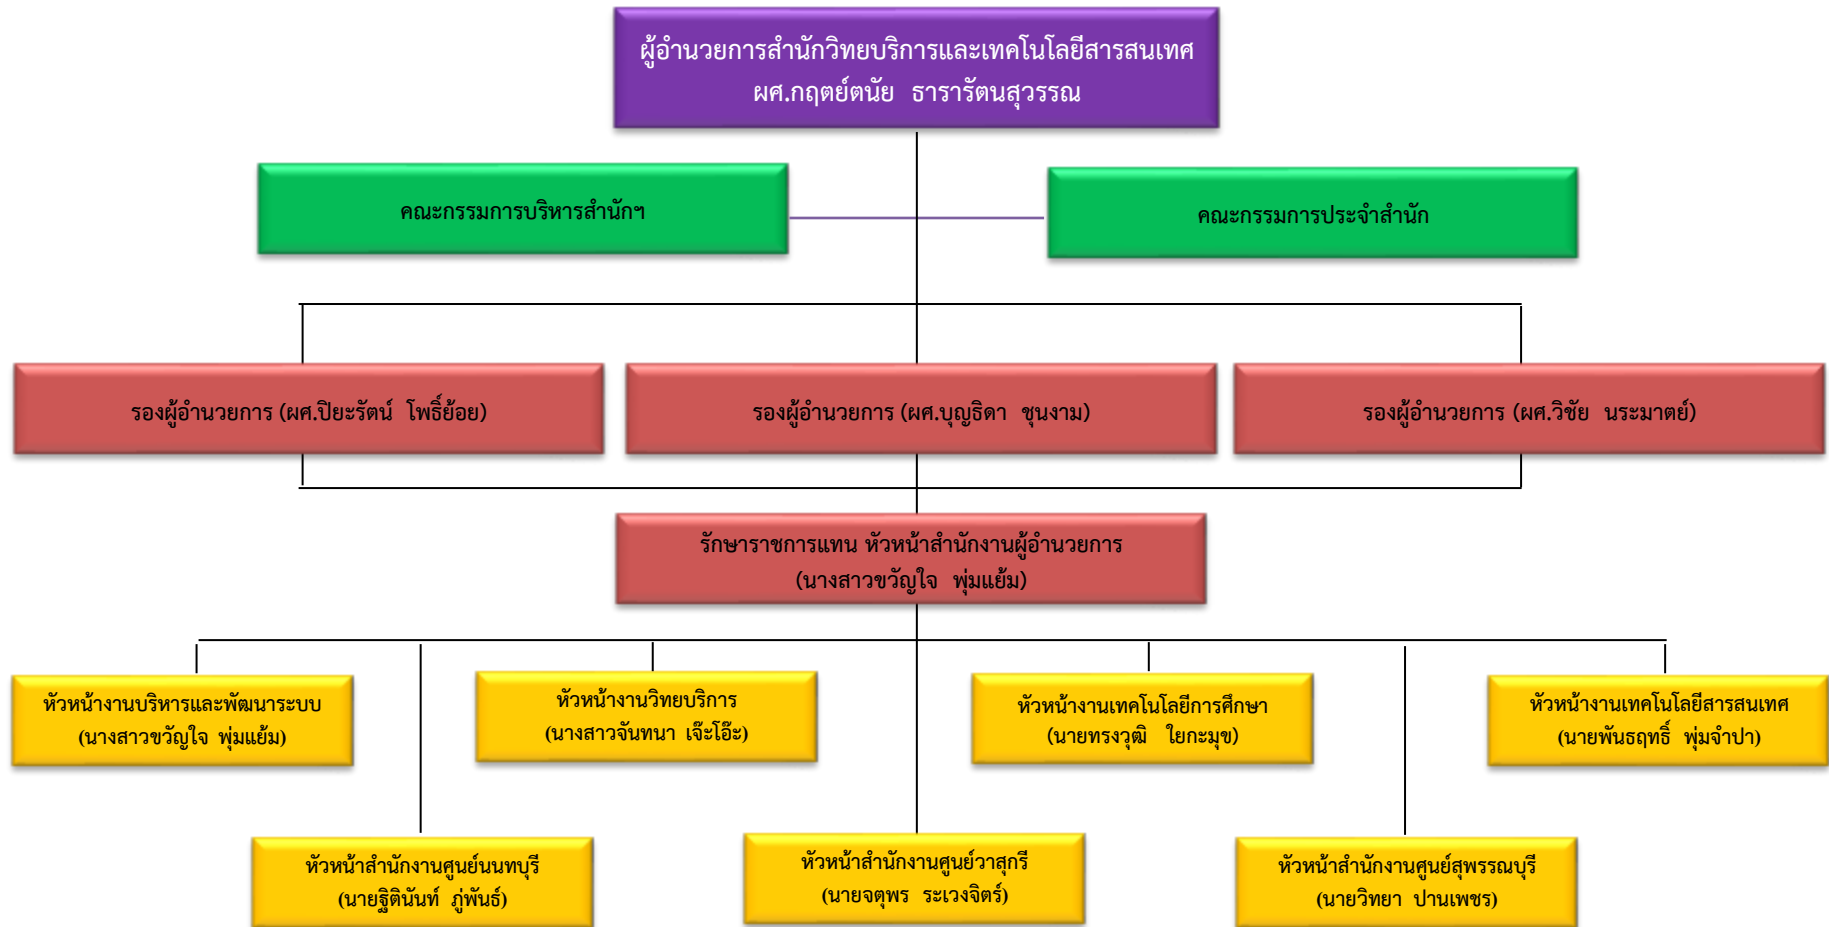 ผู้อำนวยการสำนักวิทยบริการและเทคโนโลยีสารสนเทศ
ผศ.กฤตย์ตนัย ธารารัตนสุวรรณ
คณะกรรมการบริหารสำนักฯ
คณะกรรมการประจำสำนัก
รองผู้อำนวยการ (ผศ.ปิยะรัตน์ โพธิ์ย้อย)
รองผู้อำนวยการ (ผศ.บุญธิดา ชุนงาม)
รองผู้อำนวยการ (ผศ.วิชัย นระมาตย์)
รักษาราชการแทน หัวหน้าสำนักงานผู้อำนวยการ
(นางสาวขวัญใจ พุ่มแย้ม)
หัวหน้างานบริหารและพัฒนาระบบ
(นางสาวขวัญใจ พุ่มแย้ม)
หัวหน้างานวิทยบริการ
(นางสาวจันทนา เจ๊ะโอ๊ะ)
หัวหน้างานเทคโนโลยีการศึกษา
(นายทรงวุฒิ ใยกะมุข)
หัวหน้างานเทคโนโลยีสารสนเทศ
(นายพันธฤทธิ์ พุ่มจำปา)
หัวหน้าสำนักงานศูนย์นนทบุรี
(นายฐิตินันท์ ภู่พันธ์)
หัวหน้าสำนักงานศูนย์วาสุกรี
(นายจตุพร ระเวงจิตร์)
หัวหน้าสำนักงานศูนย์สุพรรณบุรี
(นายวิทยา ปานเพชร)